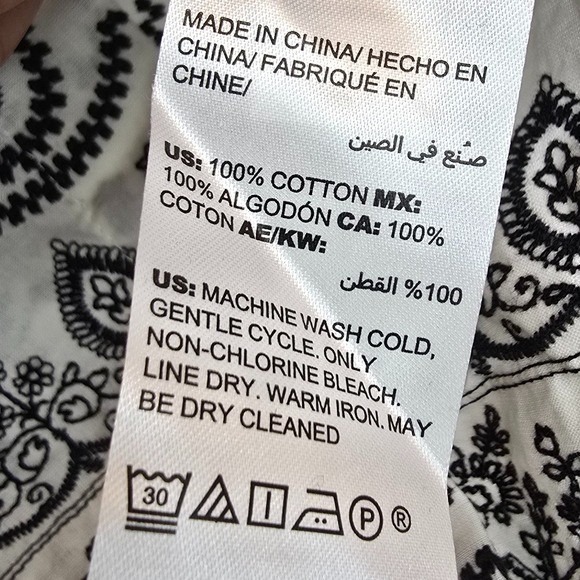 MADE IN CHINA/ HECHO EN
CHINA/ FABRIQUÉ EN
CHINE/
صُنع في الصين
US: 100% COTTON MX:
100% ALGODÓN CA: 100%
COTON AE/KW:
100% القطن
US: MACHINE WASH COLD,
GENTLE CYCLE. ONLY
NON-CHLORINE BLEACH.
LINE DRY. WARM IRON. MAY
BE DRY CLEANED
30 P ®